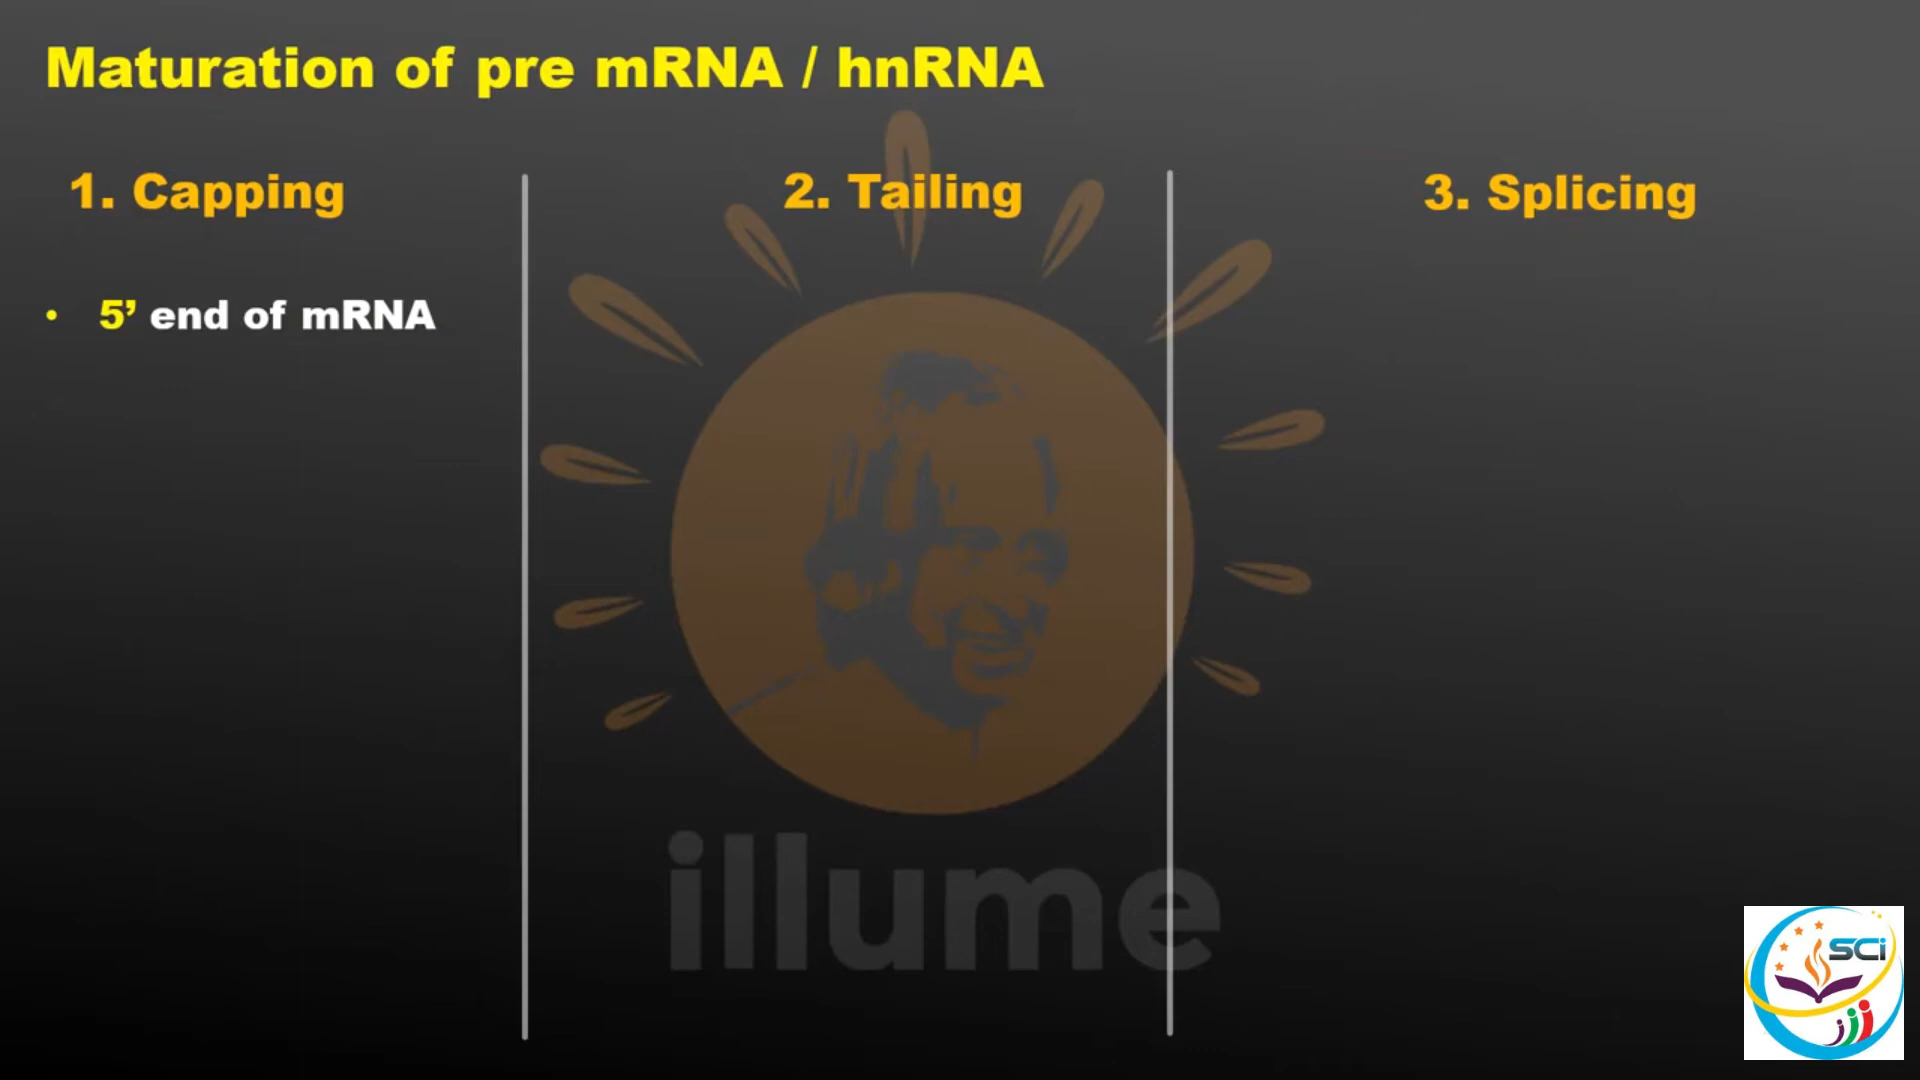 Maturation of pre mRNA / hnRNA
1. Capping
2. Tailing
3. Splicing
• 5’ end of mRNA
illume
SCi